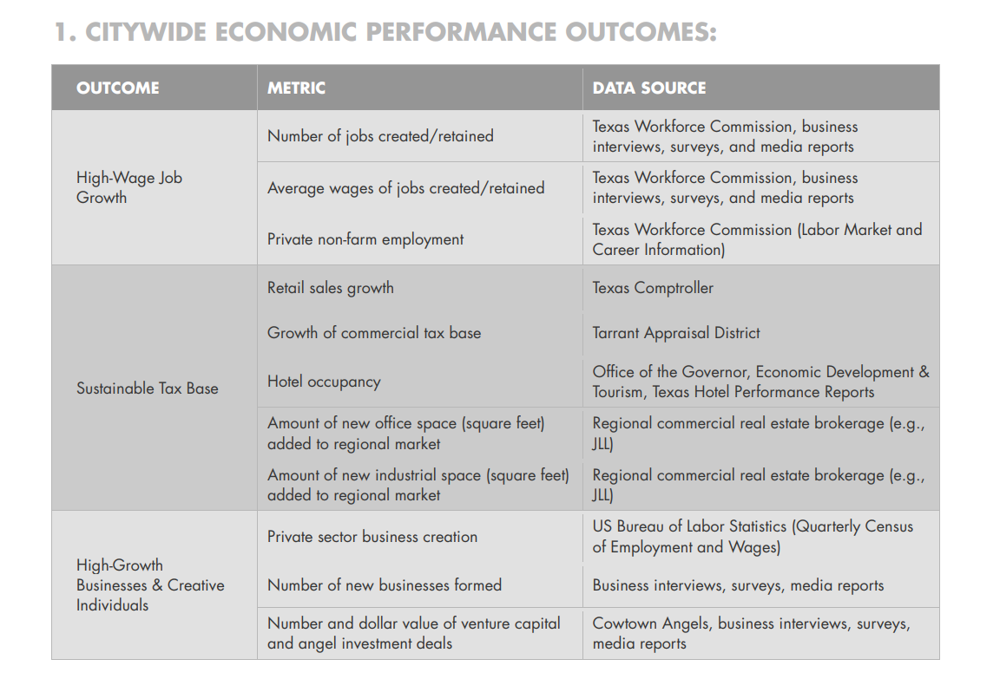 1. CITYWIDE ECONOMIC PERFORMANCE OUTCOMES:
OUTCOME
METRIC
DATA SOURCE
High-Wage Job
Growth
Number of jobs created/retained
Texas Workforce Commission, business
interviews, surveys, and media reports
Average wages of jobs created/retained
Texas Workforce Commission, business
interviews, surveys, and media reports
Private non-farm employment
Texas Workforce Commission (Labor Market and
Career Information)
Sustainable Tax Base
Retail sales growth
Texas Comptroller
Growth of commercial tax base
Tarrant Appraisal District
Hotel occupancy
Office of the Governor, Economic Development &
Tourism, Texas Hotel Performance Reports
Amount of new office space (square feet)
added to regional market
Regional commercial real estate brokerage (e.g.,
JLL)
Amount of new industrial space (square feet)
added to regional market
Regional commercial real estate brokerage (e.g.,
JLL)
High-Growth
Businesses & Creative
Individuals
Private sector business creation
US Bureau of Labor Statistics (Quarterly Census
of Employment and Wages)
Number of new businesses formed
Business interviews, surveys, media reports
Number and dollar value of venture capital
and angel investment deals
Cowtown Angels, business interviews, surveys,
media reports